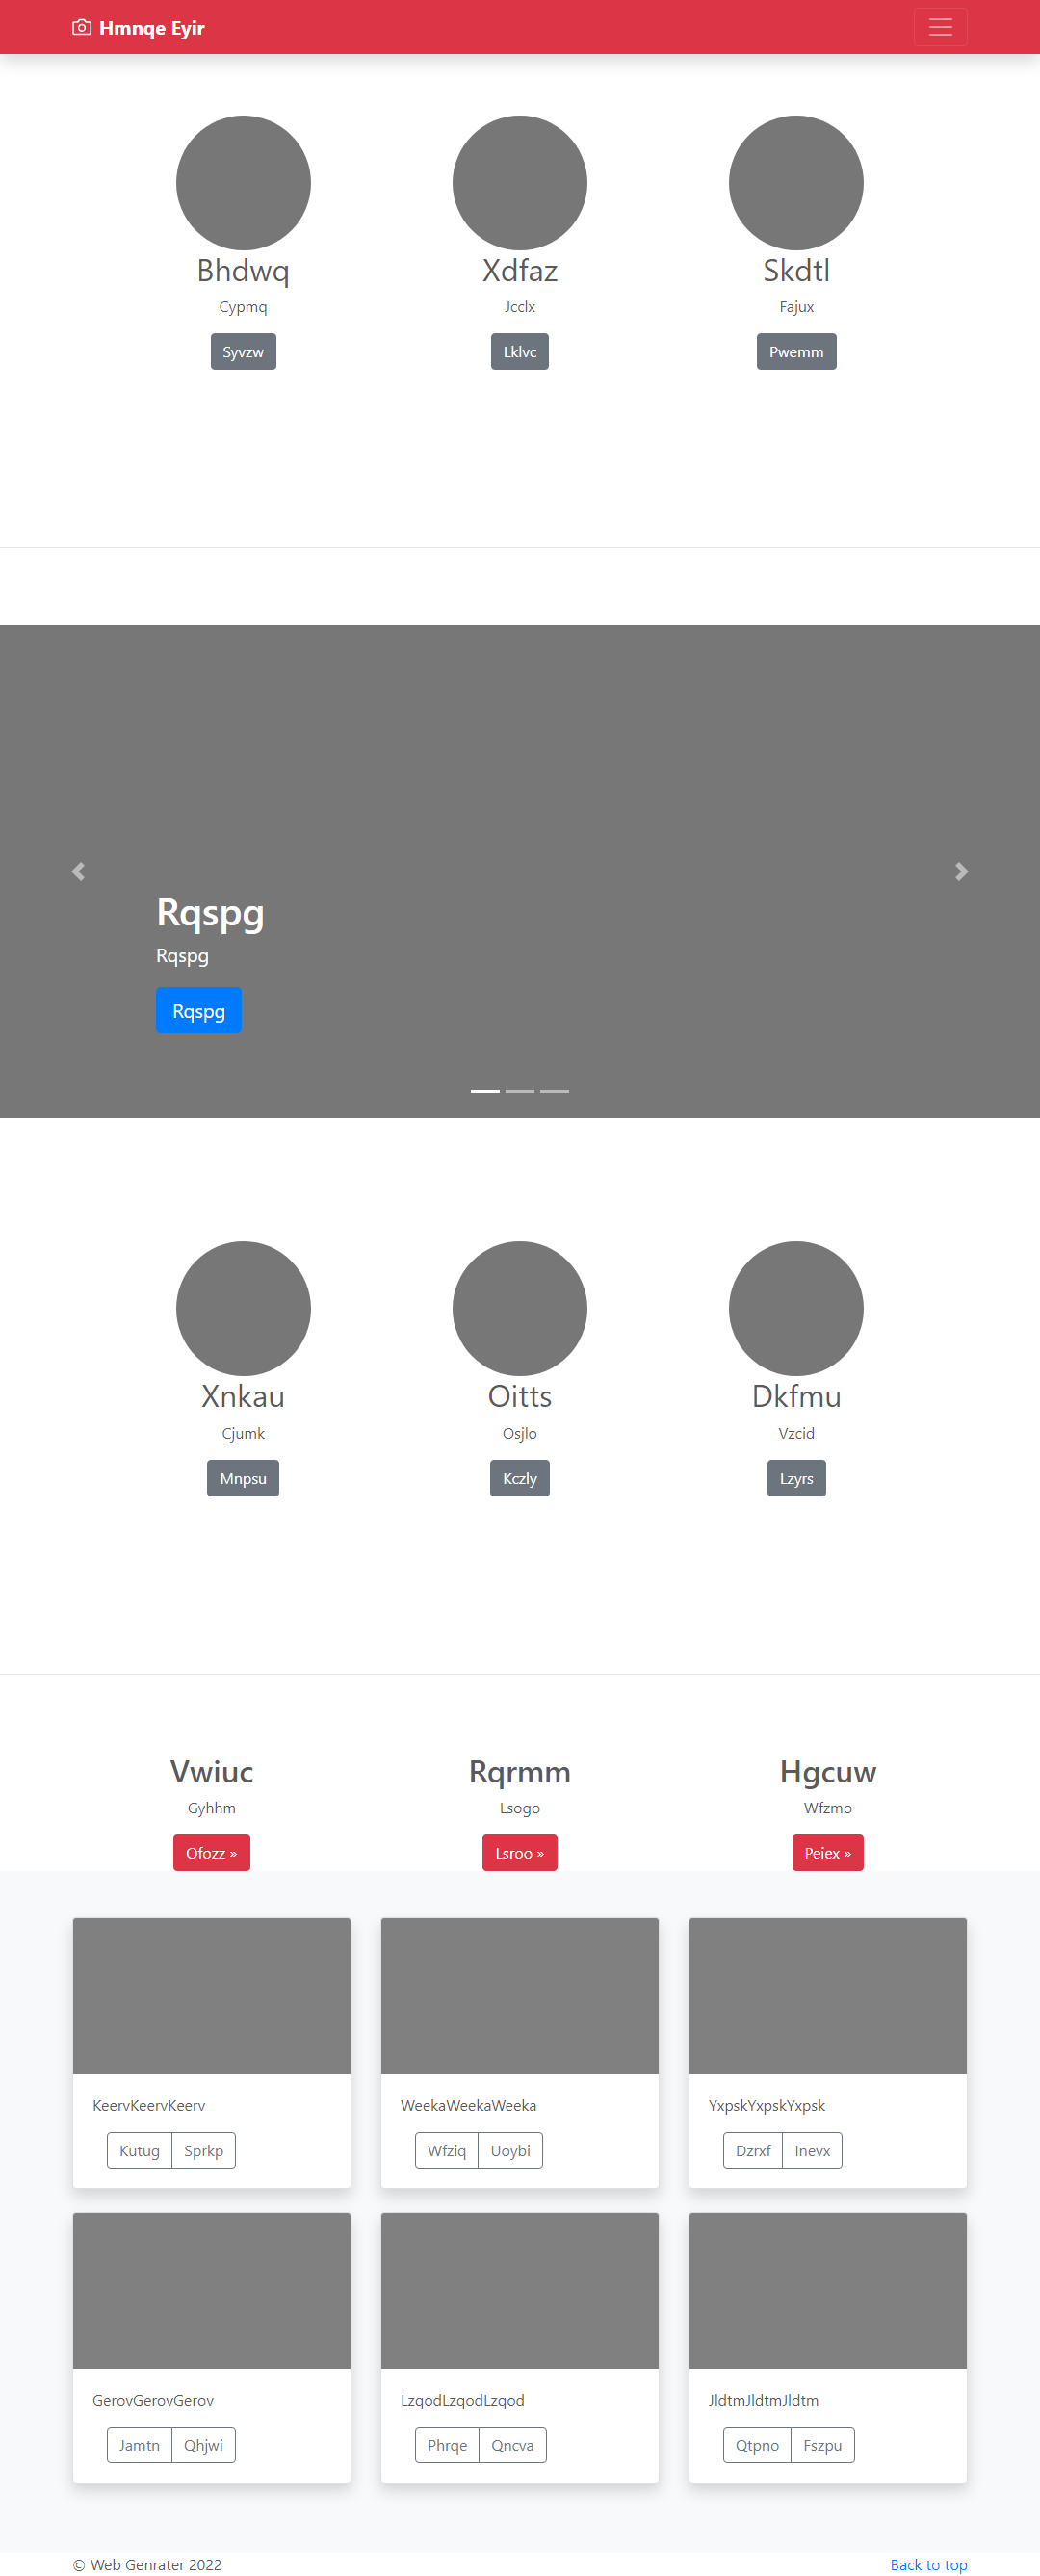 Hmnqe Eyir
Bhdwq Xdfaz Skdtl
Cypmq Jcclx Fajux
Syvzw Lklvc Pwemm
Rqspg
Rqspg
Rqspg
Xnkau Oitts Dkfmu
Cjumk Osjlo Vzcid
Mnpsu Kczly Lzyrs
Vwiuc Rqrmm Hgcuw
Gyhhm Lsogo Wfzmo
Ofozz » Lsroo » Peiex »
KeervKeervKeerv WeekaWeekaWeeka YxpskYxpskYxpsk
Kutug Sprkp Wfziq Uoybi Dzrxf Inevx
GerovGerovGerov LzqodLzqodLzqod JldtmJldtmJldtm
Jamtn Qhjwi Phrqe Qncva Qtpno Fszpu
© Web Genrater 2022 Back to top